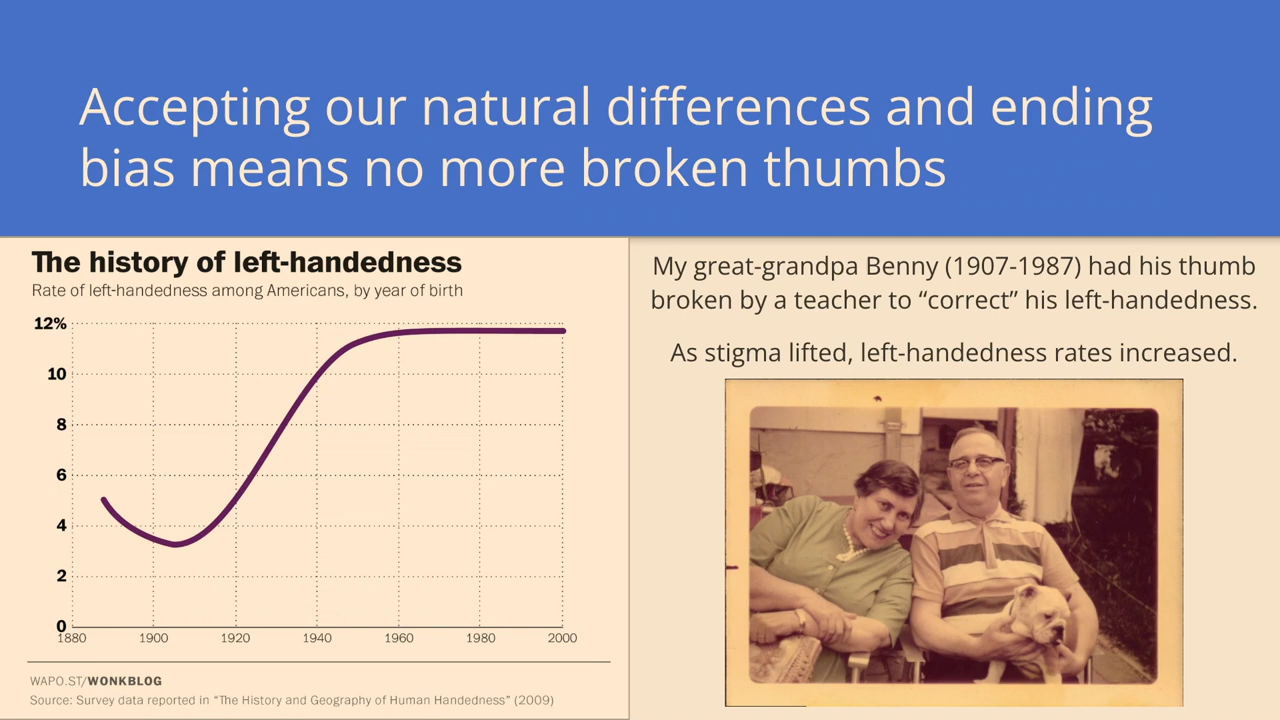 Accepting our natural differences and ending
bias means no more broken thumbs
The history of left-handedness
Rate of left-handedness among Americans, by year of birth
12%
10
8
6
4
2
0
1880 1900 1920 1940 1960 1980 2000
WAPO.ST/WONKBLOG
Source: Survey data reported in “The History and Geography of Human Handedness” (2009)
My great-grandpa Benny (1907-1987) had his thumb
broken by a teacher to “correct” his left-handedness.
As stigma lifted, left-handedness rates increased.